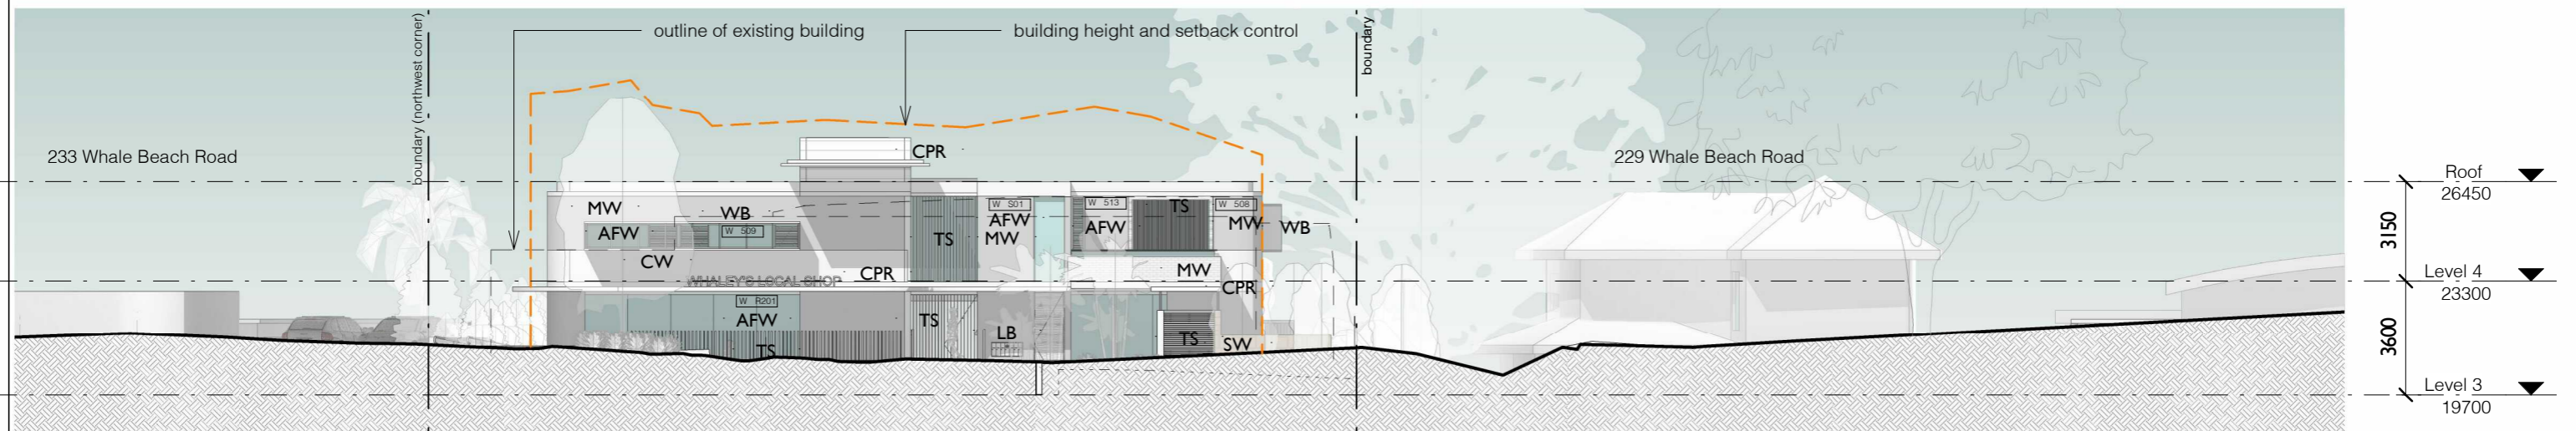 boundary (northwest corner)
outline of existing building
building height and setback control
boundary
233 Whale Beach Road
CPR
229 Whale Beach Road
Roof
26450
MW
WB
W 509
AFW
CW
TS
W S01
AFW
MW
W 513
AFW
TS
W 508
MW
WB
3150
WHALEY'S LOCAL SHOP
CPR
MW
CPR
Level 4
23300
W R201
AFW
TS
TS
LB
TS
SW
3600
Level 3
19700